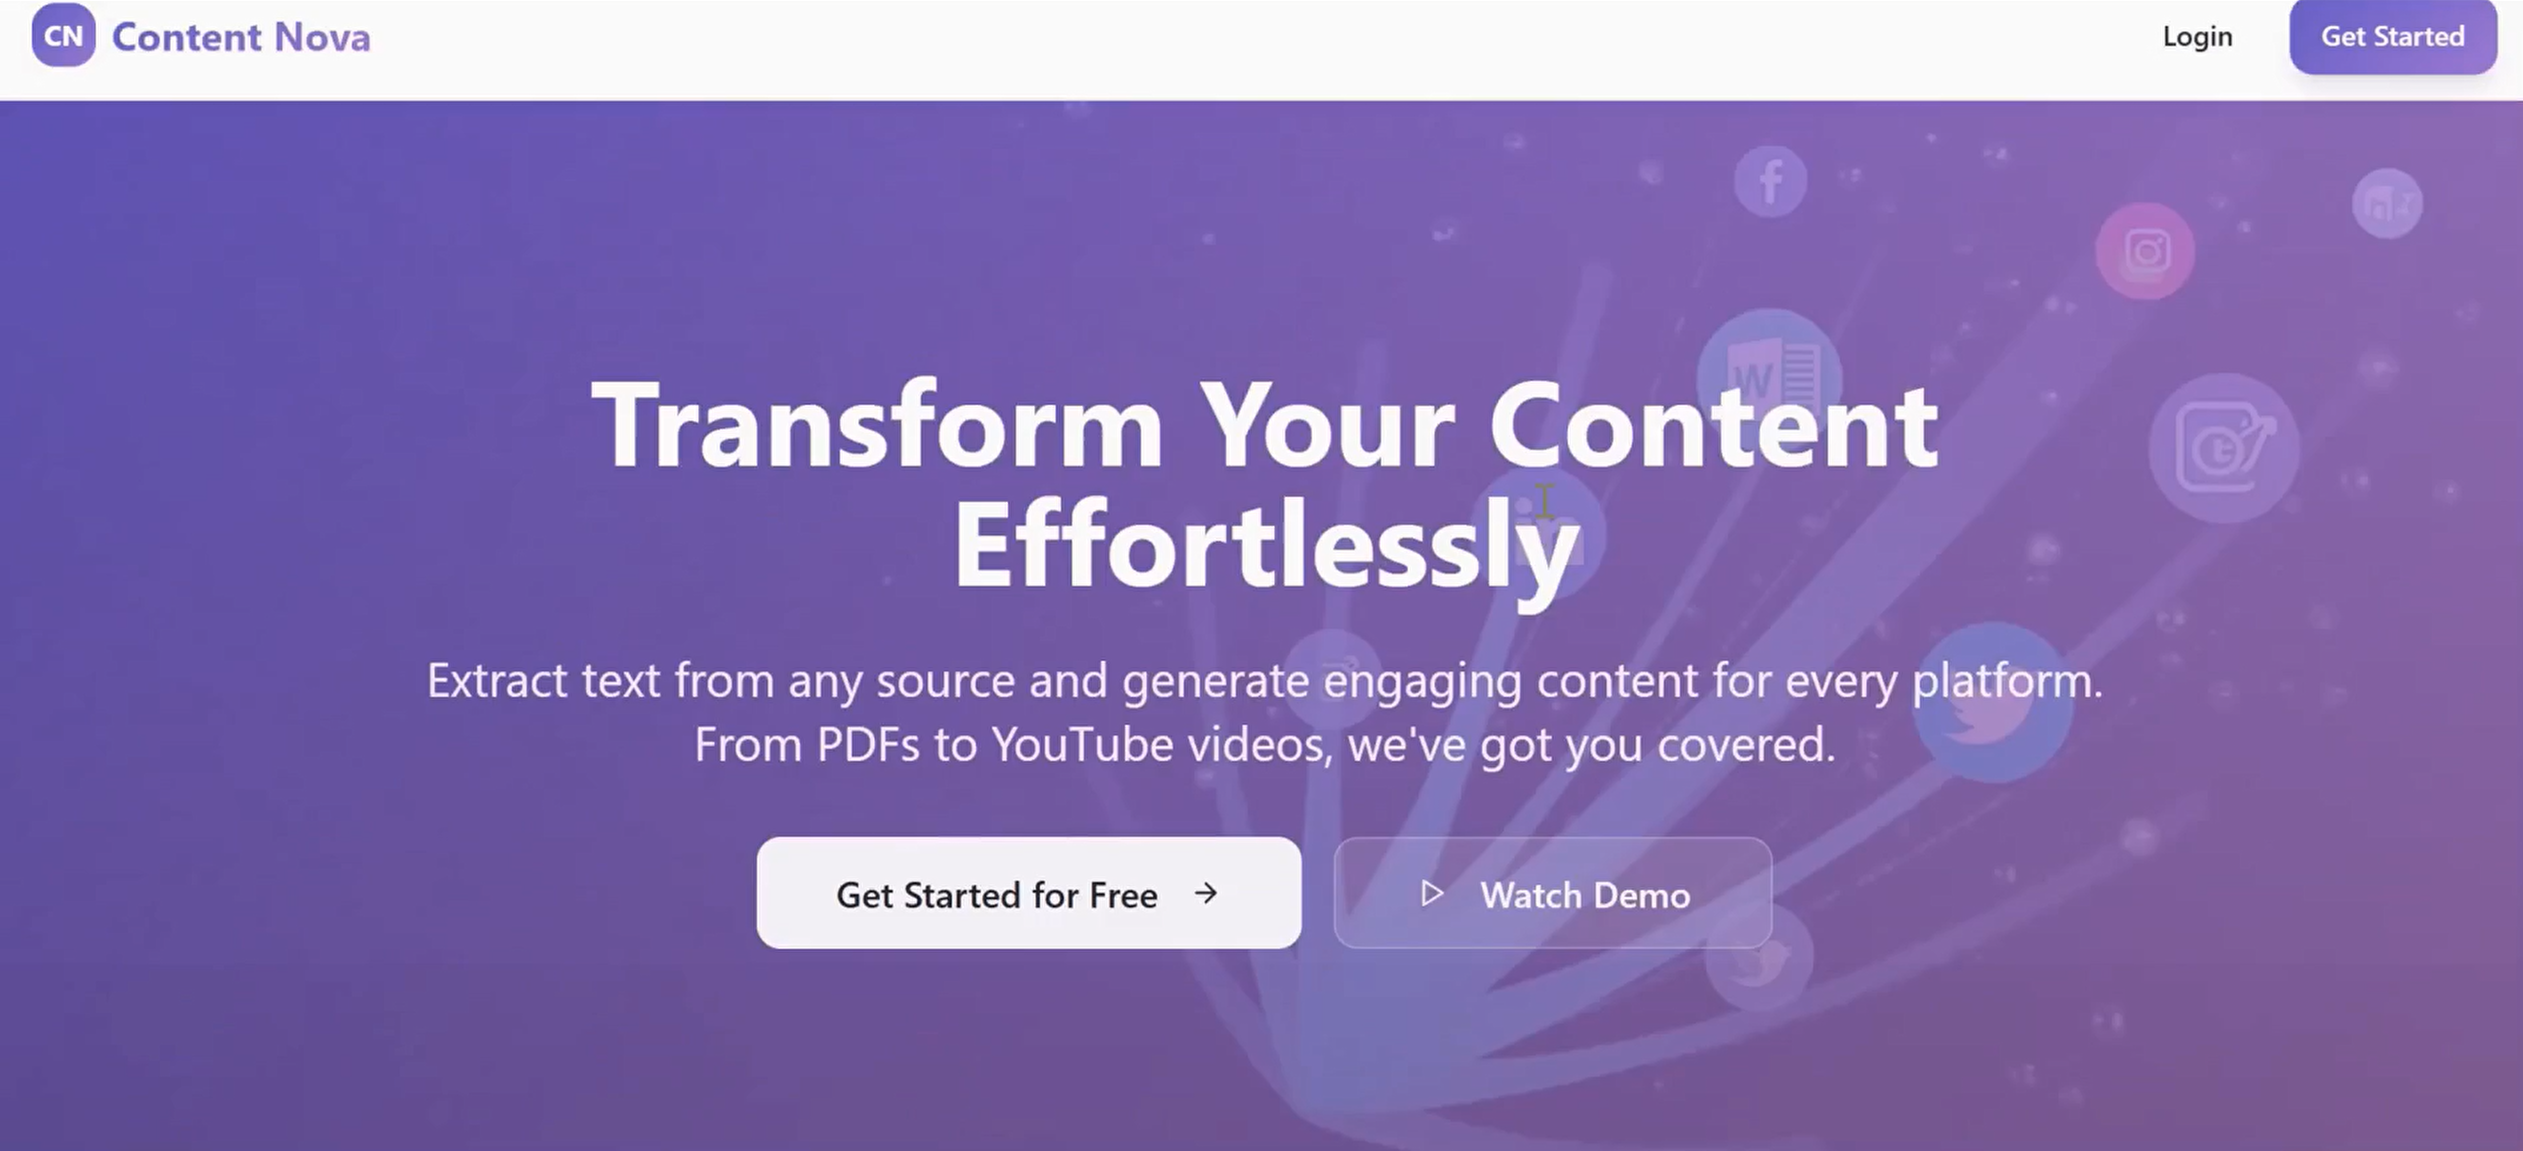 CN Content Nova
Login
Get Started
Transform Your Content
Effortlessly
Extract text from any source and generate engaging content for every platform.
From PDFs to YouTube videos, we've got you covered.
Get Started for Free →
Watch Demo